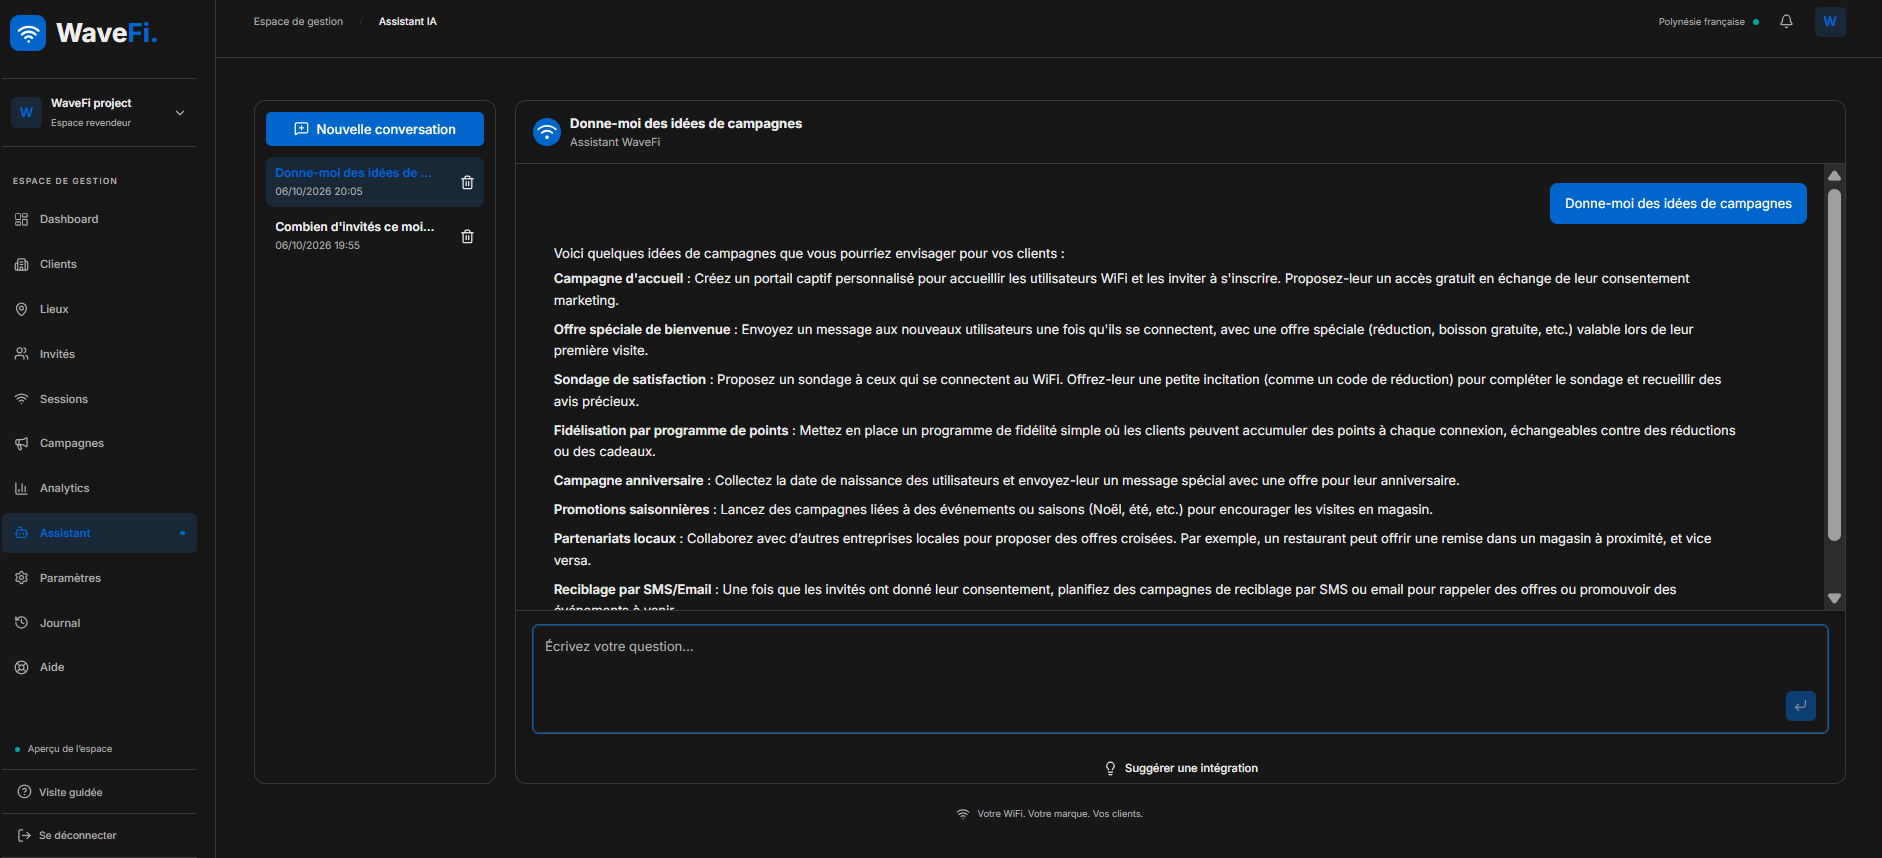 WaveFi.
W
WaveFi project
Espace revendeur
ESPACE DE GESTION
Dashboard
Clients
Lieux
Invités
Sessions
Campagnes
Analytics
Assistant
Paramètres
Journal
Aide
Aperçu de l'espace
Visite guidée
Se déconnecter
Espace de gestion / Assistant IA
Polynésie française
W
Nouvelle conversation
Donne-moi des idées de ...
06/10/2026 20:05
Combien d'invités ce moi...
06/10/2026 19:55
Donne-moi des idées de campagnes
Assistant WaveFi
Donne-moi des idées de campagnes
Voici quelques idées de campagnes que vous pourriez envisager pour vos clients :
Campagne d'accueil : Créez un portail captif personnalisé pour accueillir les utilisateurs WiFi et les inviter à s'inscrire. Proposez-leur un accès gratuit en échange de leur consentement
marketing.
Offre spéciale de bienvenue : Envoyez un message aux nouveaux utilisateurs une fois qu'ils se connectent, avec une offre spéciale (réduction, boisson gratuite, etc.) valable lors de leur
première visite.
Sondage de satisfaction : Proposez un sondage à ceux qui se connectent au WiFi. Offrez-leur une petite incitation (comme un code de réduction) pour compléter le sondage et recueillir des
avis précieux.
Fidélisation par programme de points : Mettez en place un programme de fidélité simple où les clients peuvent accumuler des points à chaque connexion, échangeables contre des réductions
ou des cadeaux.
Campagne anniversaire : Collectez la date de naissance des utilisateurs et envoyez-leur un message spécial avec une offre pour leur anniversaire.
Promotions saisonnières : Lancez des campagnes liées à des événements ou saisons (Noël, été, etc.) pour encourager les visites en magasin.
Partenariats locaux : Collaborez avec d’autres entreprises locales pour proposer des offres croisées. Par exemple, un restaurant peut offrir une remise dans un magasin à proximité, et vice
versa.
Reciblage par SMS/Email : Une fois que les invités ont donné leur consentement, planifiez des campagnes de reciblage par SMS ou email pour rappeler des offres ou promouvoir des
événements à venir.
Écrivez votre question...
Suggérer une intégration
Votre WiFi. Votre marque. Vos clients.